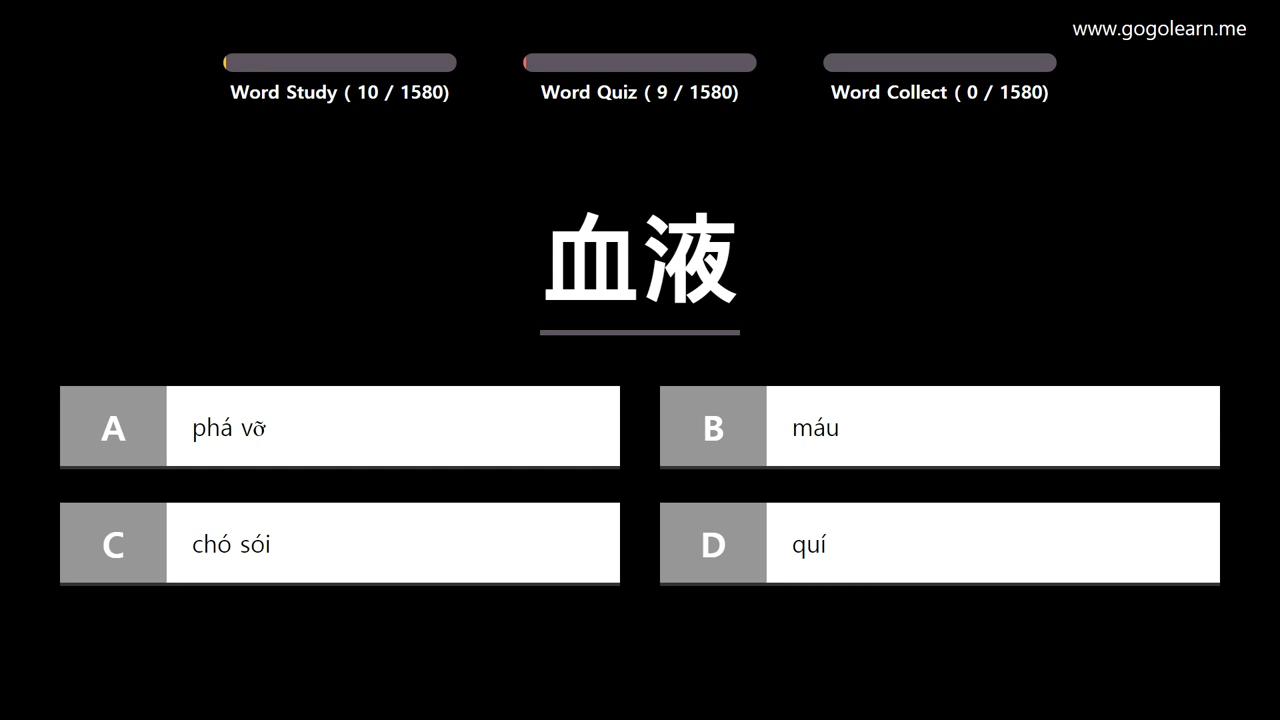 www.gogolearn.me
Word Study ( 10 / 1580)
Word Quiz ( 9 / 1580)
Word Collect ( 0 / 1580)
血液
A phá vỡ
B máu
C chó sói
D quí